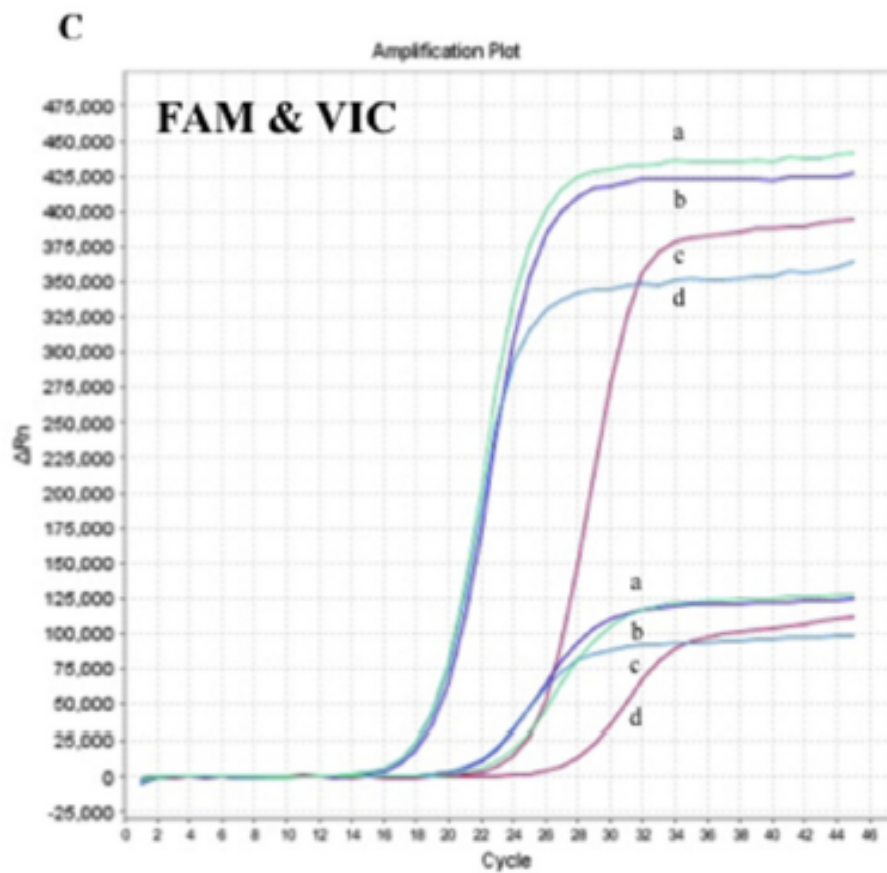 C
Amplification Plot
FAM & VIC
475,000
450,000
425,000
400,000
375,000
350,000
325,000
300,000
275,000
250,000
225,000
200,000
175,000
150,000
125,000
100,000
75,000
50,000
25,000
0
-25,000
ΔRn
a
b
c
d
a
b
c
d
0 2 4 6 8 10 12 14 16 18 20 22 24 26 28 30 32 34 36 38 40 42 44 46
Cycle